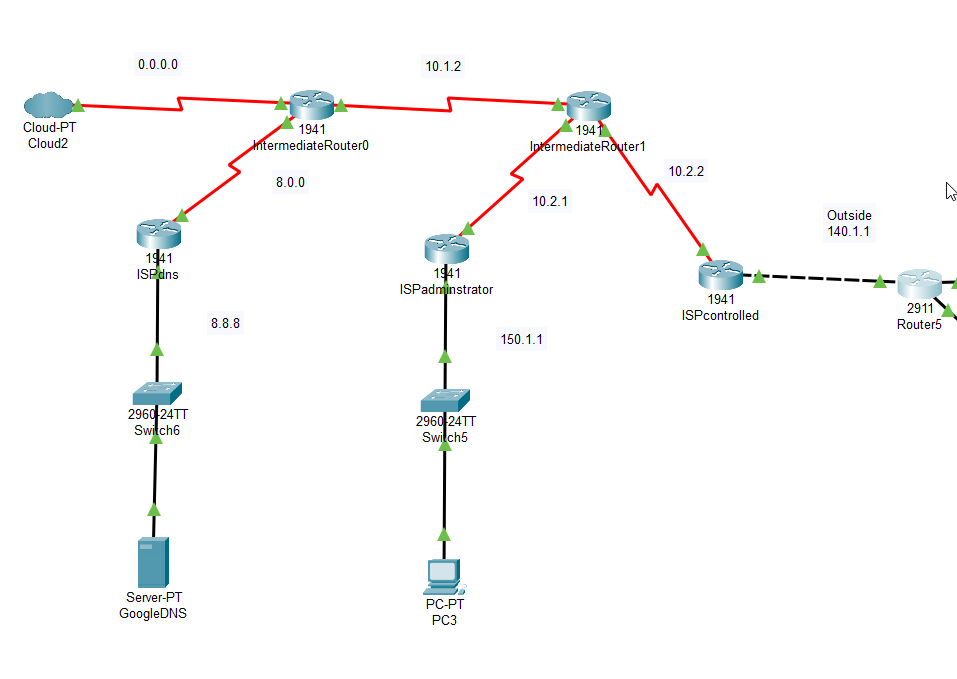 0.0.0.0
10.1.2
Cloud-PT
Cloud2
1941
IntermediateRouter0
1941
IntermediateRouter1
8.0.0
10.2.1
10.2.2
Outside
140.1.1
1941
ISPdns
1941
ISPadminstrator
1941
ISPcontrolled
2911
Router5
8.8.8
150.1.1
2960-24TT
Switch6
2960-24TT
Switch5
Server-PT
GoogleDNS
PC-PT
PC3